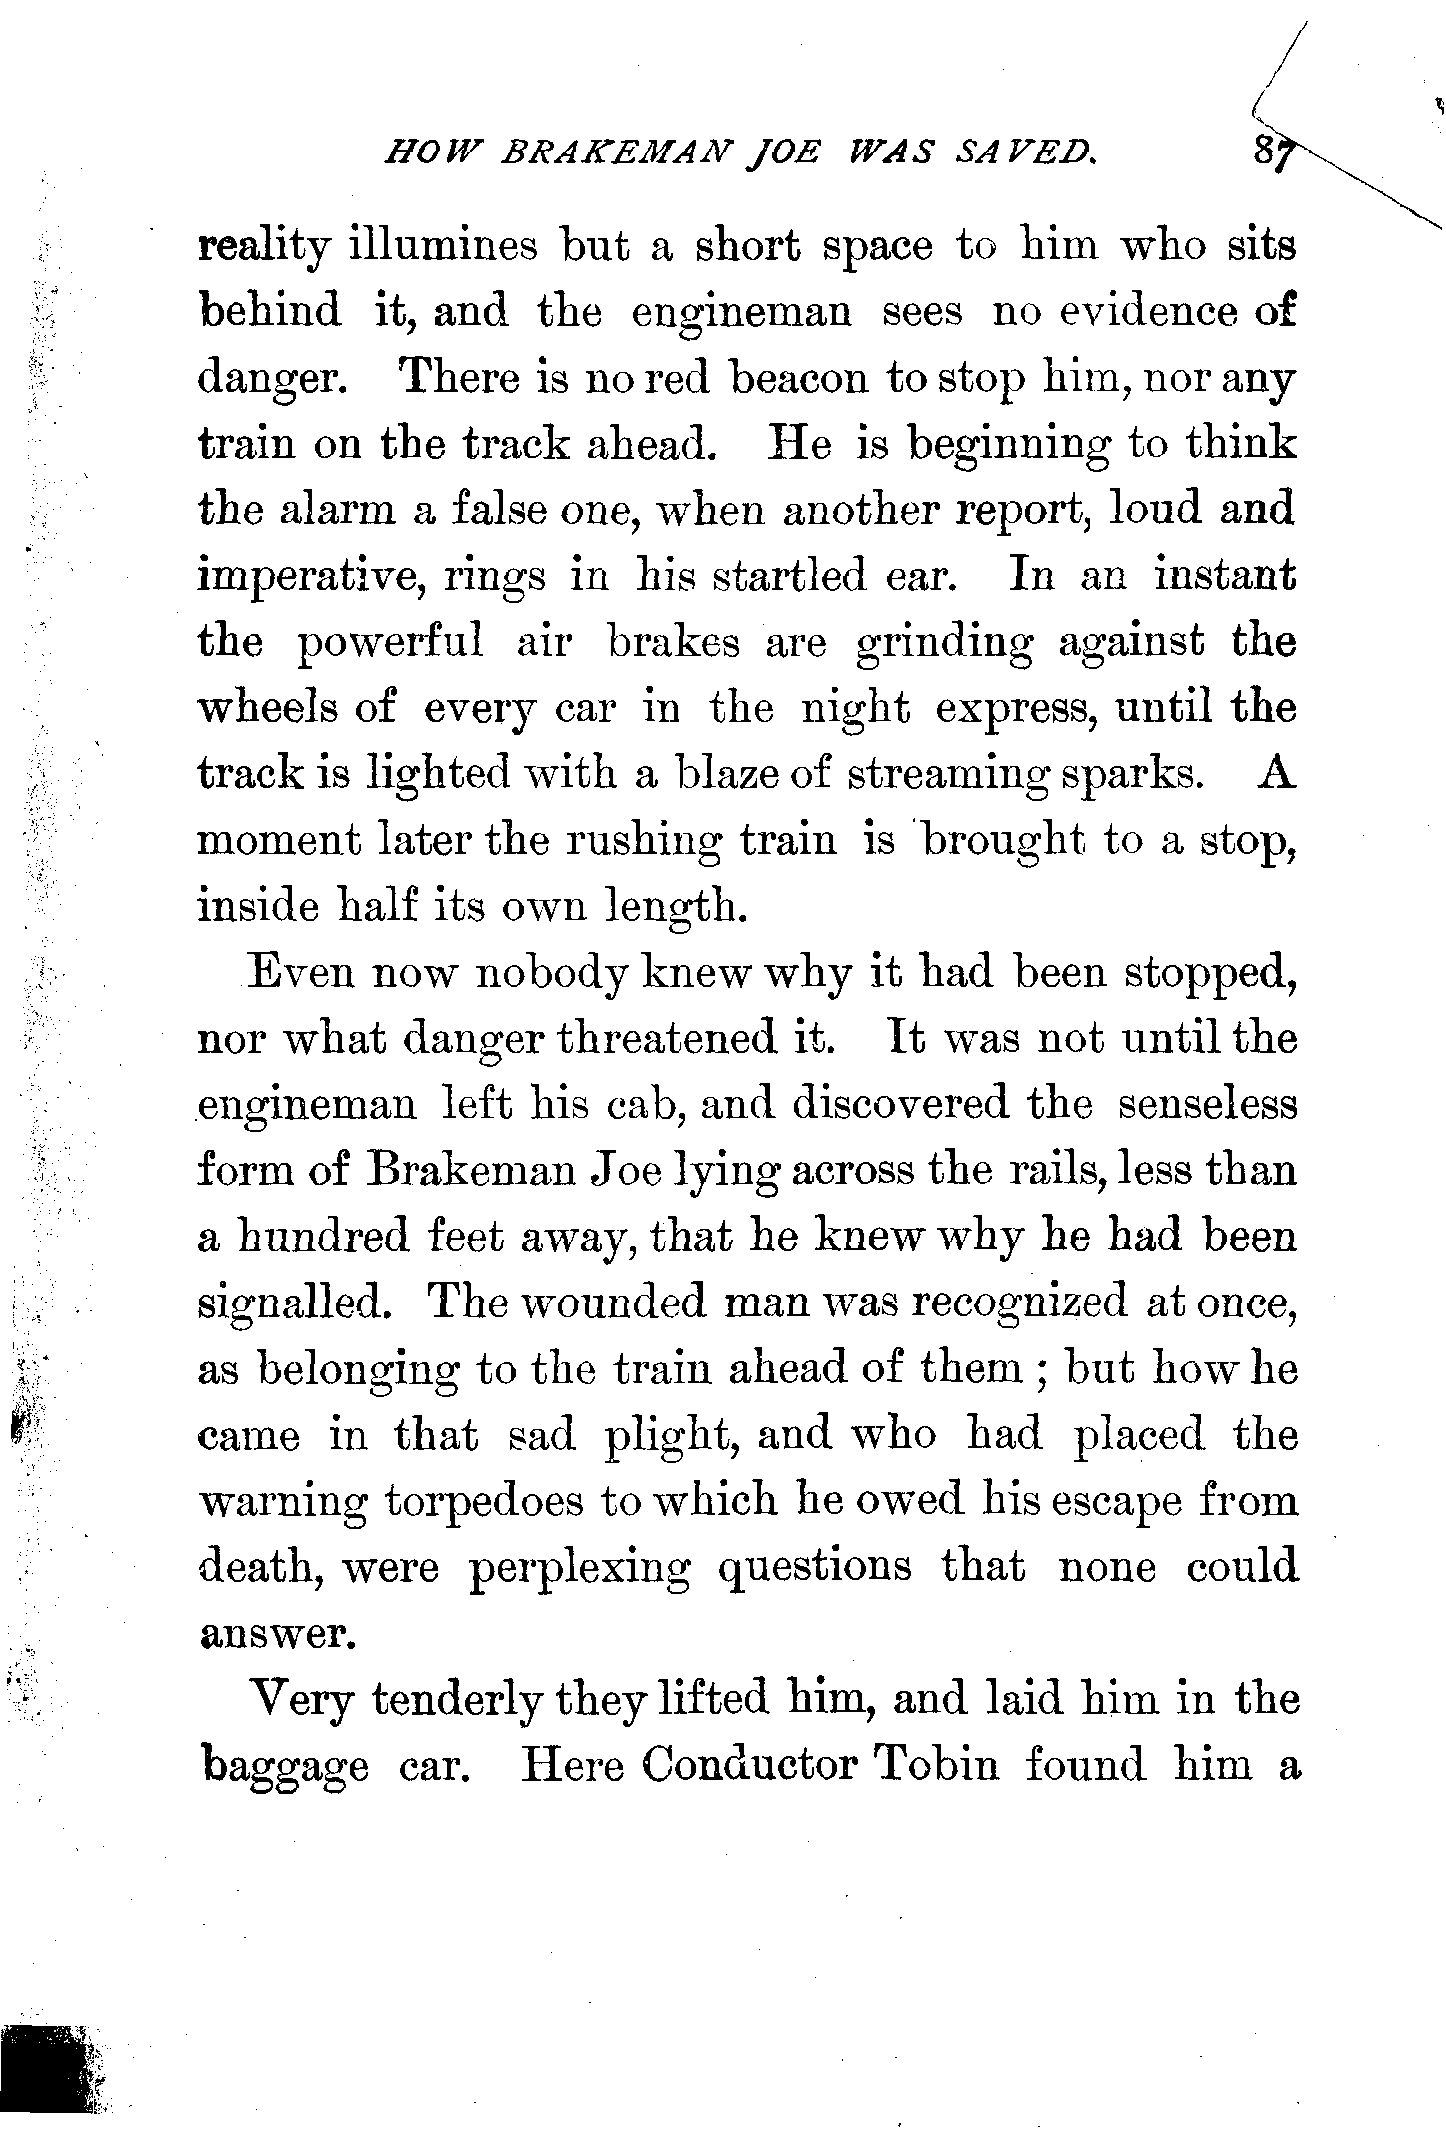 HOW BRAKEMAN JOE WAS SAVED. 87
reality illumines but a short space to him who sits
behind it, and the engineman sees no evidence of
danger. There is no red beacon to stop him, nor any
train on the track ahead. He is beginning to think
the alarm a false one, when another report, loud and
imperative, rings in his startled ear. In an instant
the powerful air brakes are grinding against the
wheels of every car in the night express, until the
track is lighted with a blaze of streaming sparks. A
moment later the rushing train is brought to a stop,
inside half its own length.
Even now nobody knew why it had been stopped,
nor what danger threatened it. It was not until the
engineman left his cab, and discovered the senseless
form of Brakeman Joe lying across the rails, less than
a hundred feet away, that he knew why he had been
signalled. The wounded man was recognized at once,
as belonging to the train ahead of them ; but how he
came in that sad plight, and who had placed the
warning torpedoes to which he owed his escape from
death, were perplexing questions that none could
answer.
Very tenderly they lifted him, and laid him in the
baggage car. Here Conductor Tobin found him a